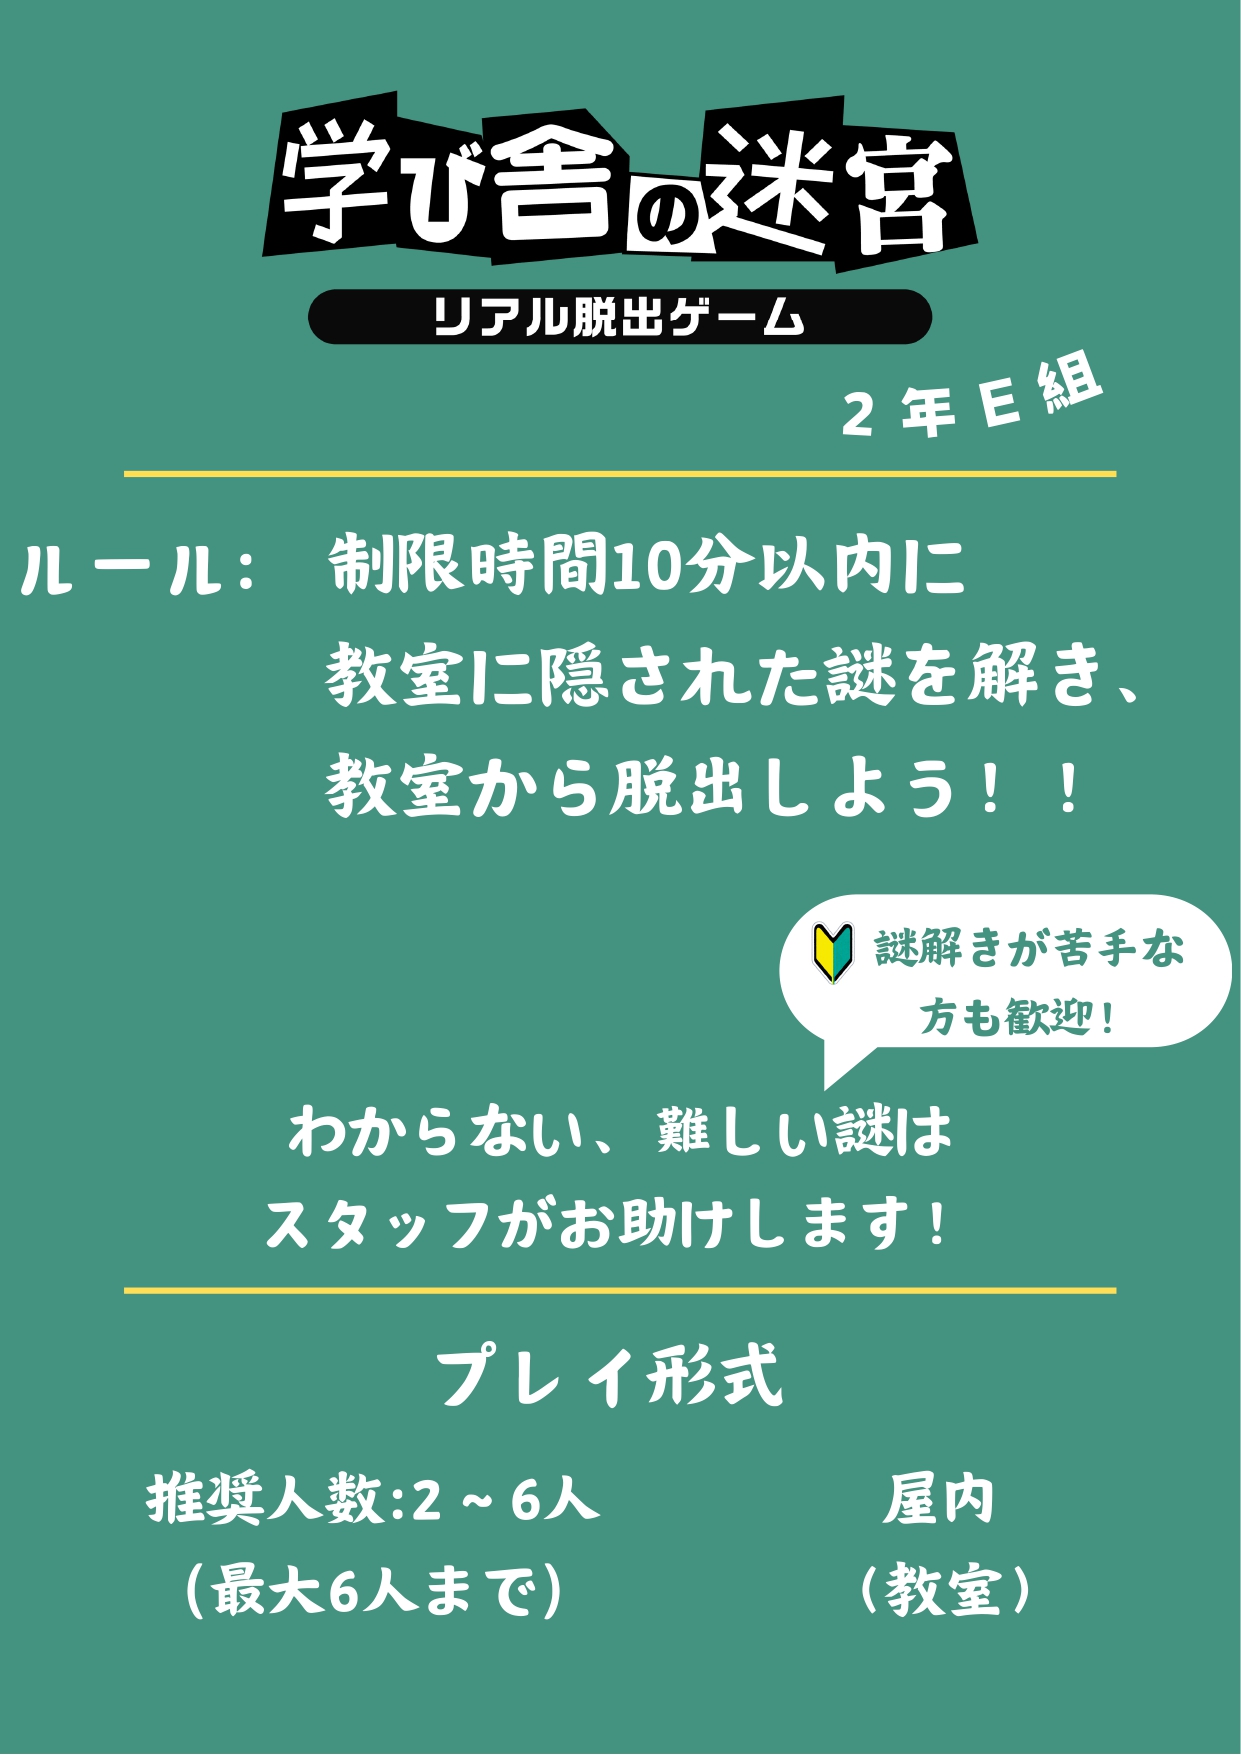 学び舎の迷宮
リアル脱出ゲーム
2年E組
ルール: 制限時間10分以内に
教室に隠された謎を解き、
教室から脱出しよう！！
謎解きが苦手な
方も歓迎！
わからない、難しい謎は
スタッフがお助けします！
プレイ形式
推奨人数:2~6人 屋内
(最大6人まで) (教室)